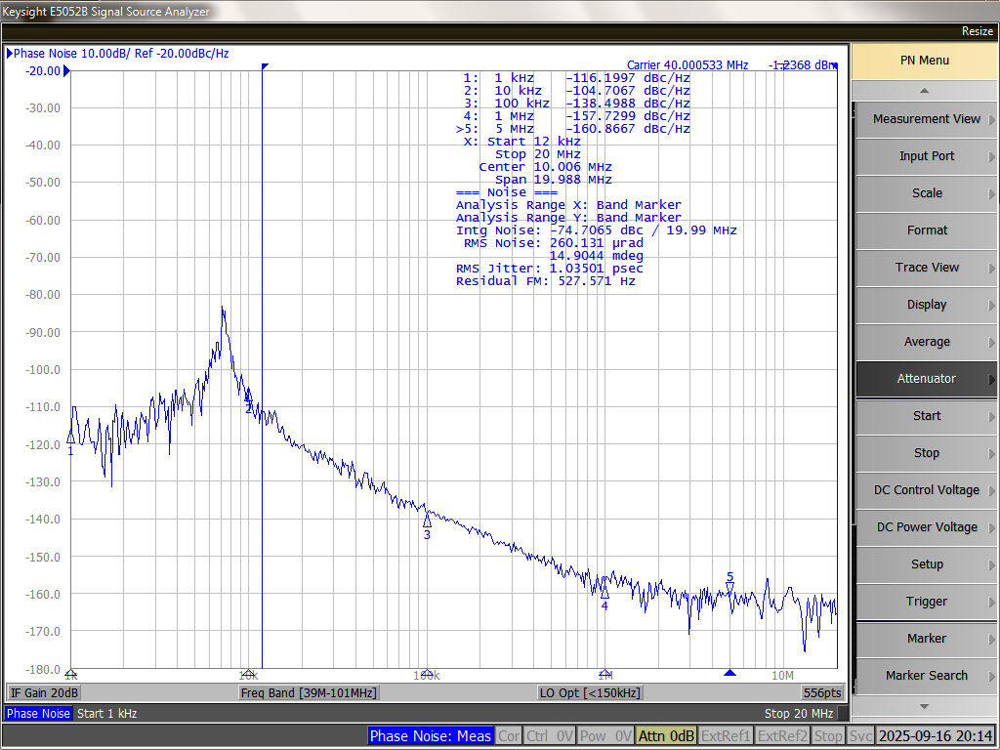 Keysight E5052B Signal Source Analyzer
Resize
Phase Noise 10.00dB/ Ref -20.00dBc/Hz
Carrier 40.000533 MHz -1.2368 dBm
-20.00
-30.00
-40.00
-50.00
-60.00
-70.00
-80.00
-90.00
-100.0
-110.0
-120.0
-130.0
-140.0
-150.0
-160.0
-170.0
-180.0
1: 1 kHz -116.1997 dBc/Hz
2: 10 kHz -104.7067 dBc/Hz
3: 100 kHz -138.4988 dBc/Hz
4: 1 MHz -157.7299 dBc/Hz
>5: 5 MHz -160.8667 dBc/Hz
X: Start 12 kHz
Stop 20 MHz
Center 10.006 MHz
Span 19.988 MHz
=== Noise ===
Analysis Range X: Band Marker
Analysis Range Y: Band Marker
Intg Noise: -74.7065 dBc / 19.99 MHz
RMS Noise: 260.131 µrad
14.9044 mdeg
RMS Jitter: 1.03501 psec
Residual FM: 527.571 Hz
1
2
3
4
5
1k
10k
100k
1M
10M
IF Gain 20dB
Freq Band [39M-101MHz]
LO Opt [<150kHz]
556pts
Phase Noise Start 1 kHz
Stop 20 MHz
PN Menu
Measurement View
Input Port
Scale
Format
Trace View
Display
Average
Attenuator
Start
Stop
DC Control Voltage
DC Power Voltage
Setup
Trigger
Marker
Marker Search
Phase Noise: Meas
Cor
Ctrl 0V
Pow 0V
Attn 0dB
ExtRef1
ExtRef2
Stop
Svc
2025-09-16 20:14